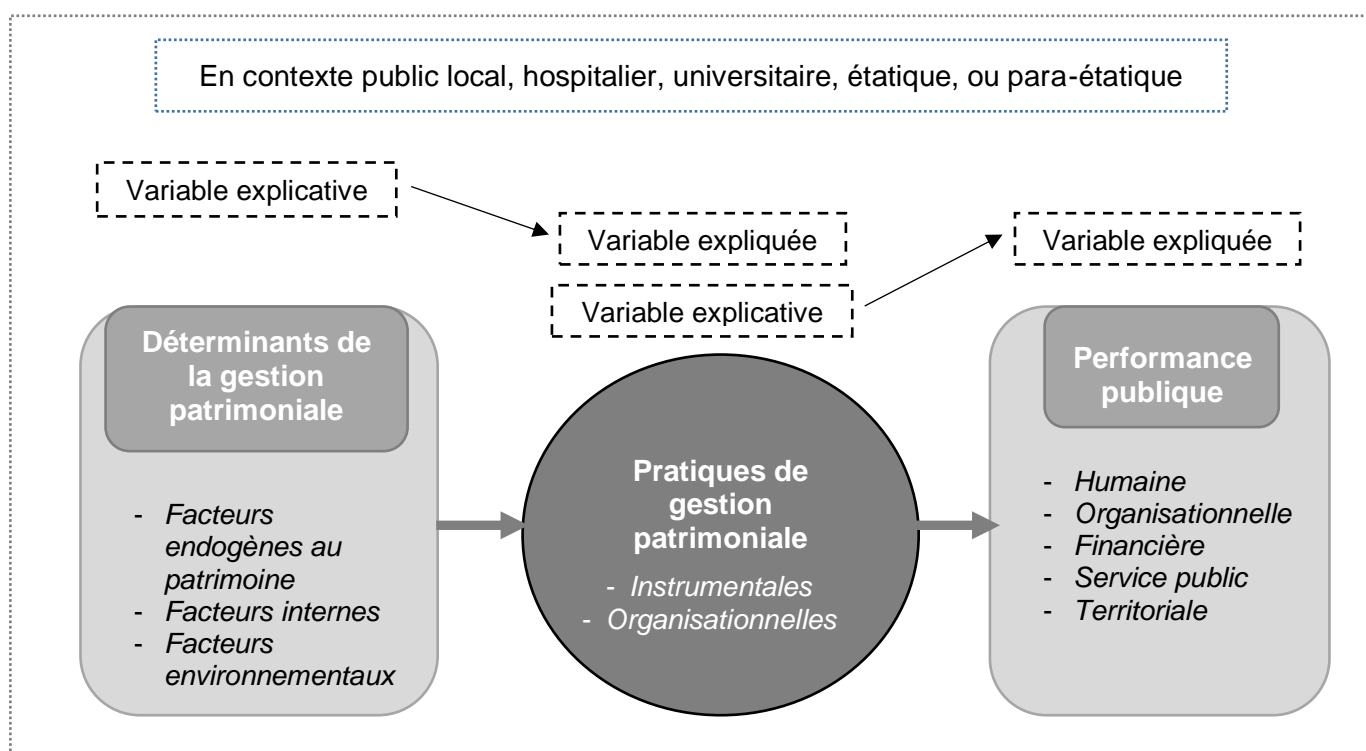 En contexte public local, hospitalier, universitaire, étatique, ou para-étatique
Variable explicative
Variable expliquée
Variable explicative
Variable expliquée
Déterminants de
la gestion
patrimoniale
- Facteurs
endogènes au
patrimoine
- Facteurs internes
- Facteurs
environnementaux
Pratiques de
gestion
patrimoniale
- Instrumentales
- Organisationnelles
Performance
publique
- Humaine
- Organisationnelle
- Financière
- Service public
- Territoriale